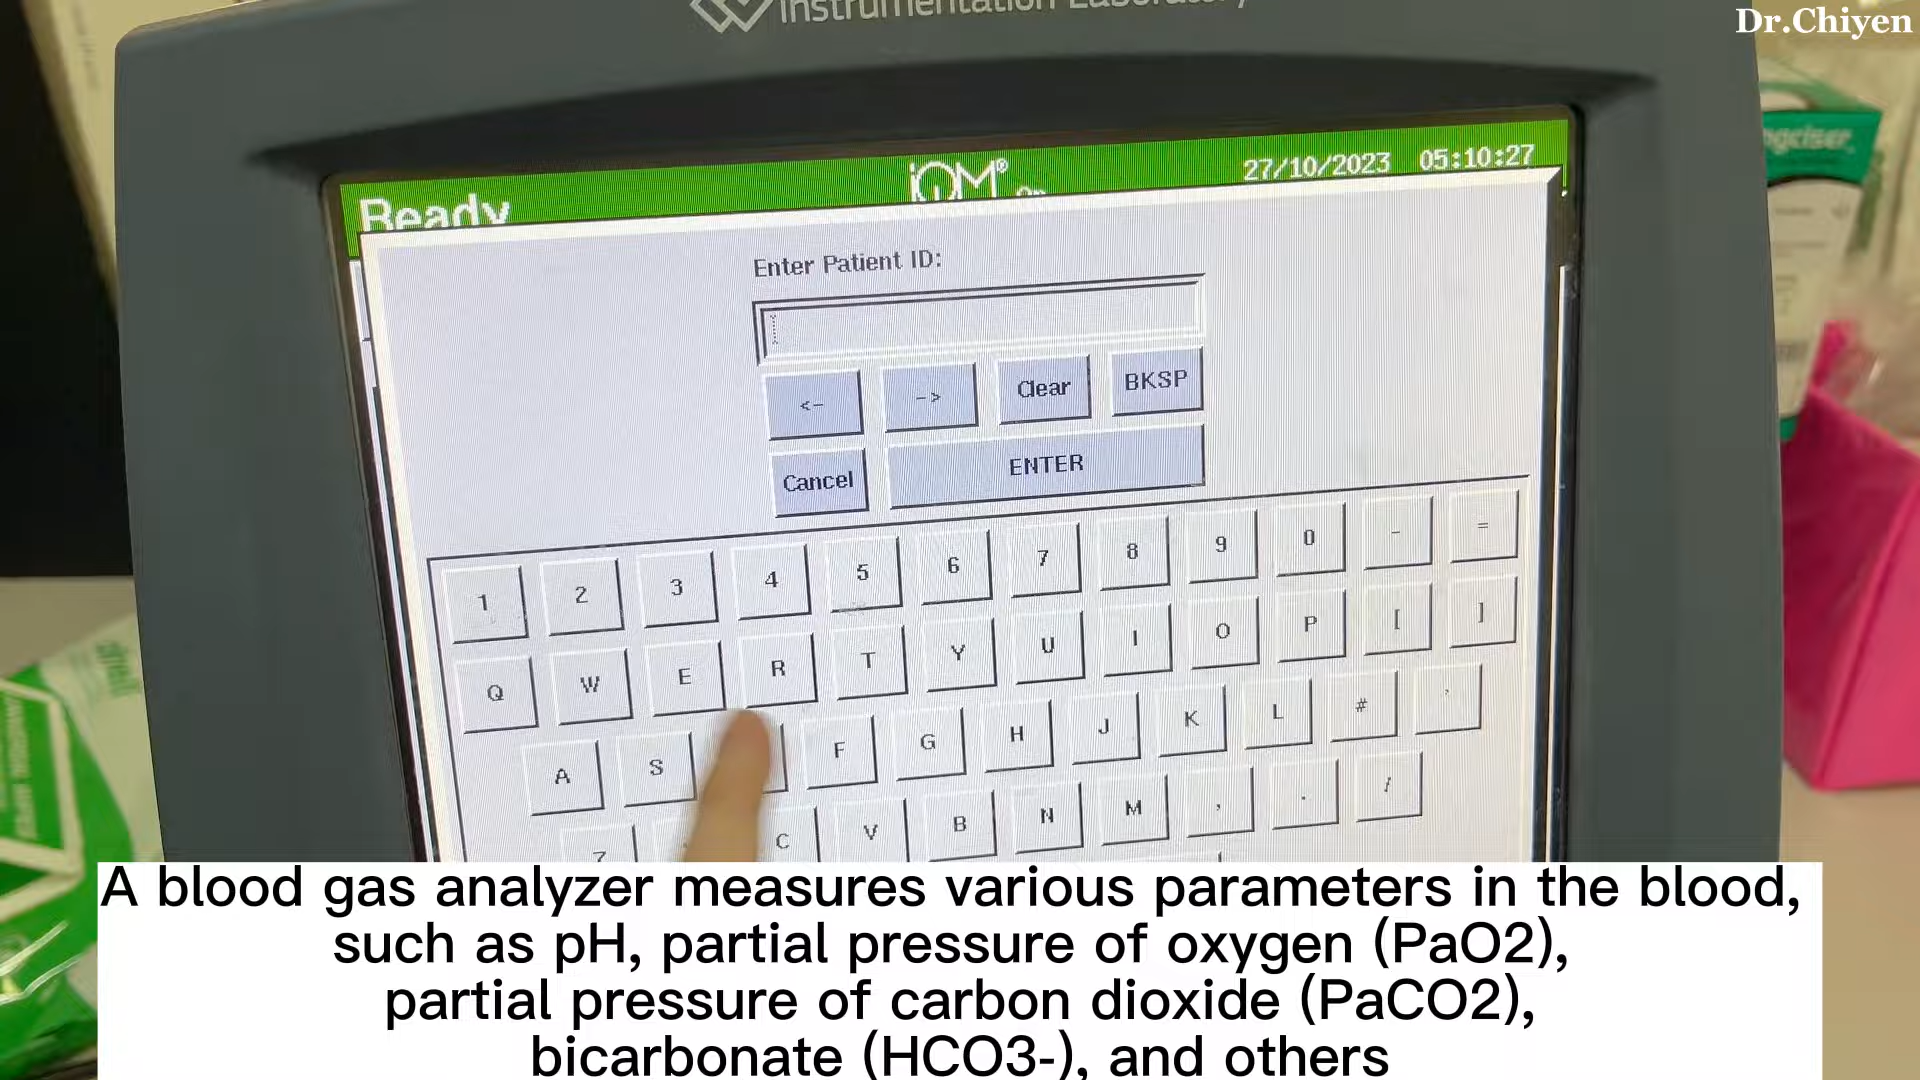 Instrumentation Laboratory
Dr.Chiyen
Ready
iQM®
On
27/10/2023 05:10:27
Enter Patient ID:
<- -> Clear BKSP
Cancel ENTER
1 2 3 4 5 6 7 8 9 0 - =
Q W E R T Y U I O P [ ]
A S F G H J K L # '
Z C V B N M , . /
A blood gas analyzer measures various parameters in the blood,
such as pH, partial pressure of oxygen (PaO2),
partial pressure of carbon dioxide (PaCO2),
bicarbonate (HCO3-), and others